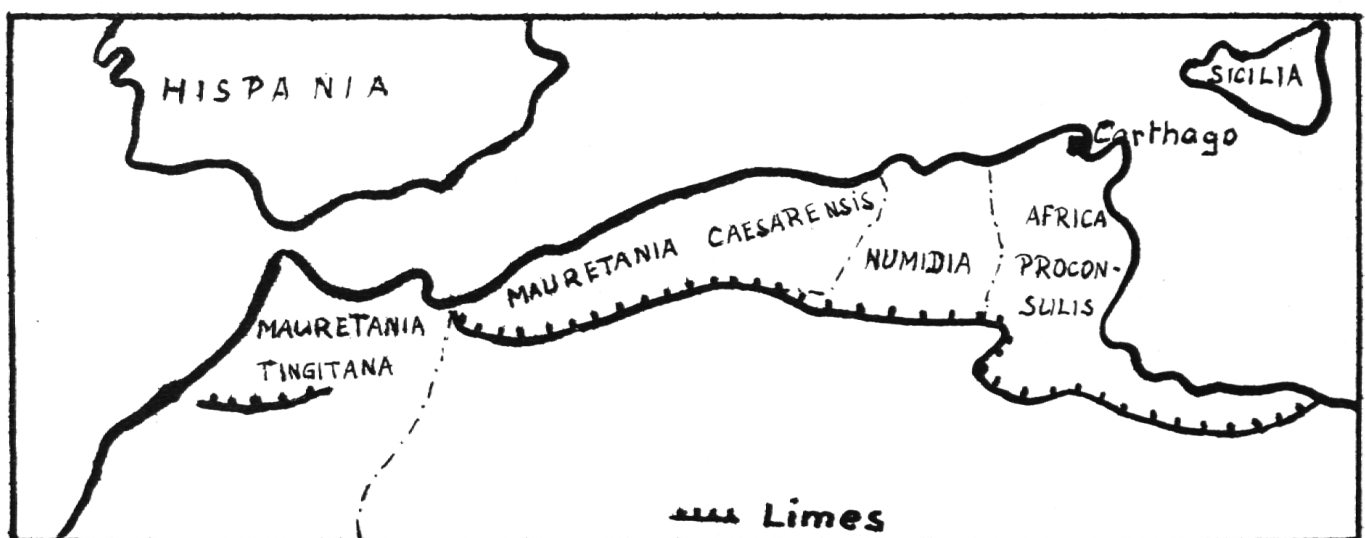 HISPANIA
SICILIA
Carthago
MAURETANIA CAESARENSIS
NUMIDIA
AFRICA
PROCON-
SULIS
MAURETANIA
TINGITANA
Limes